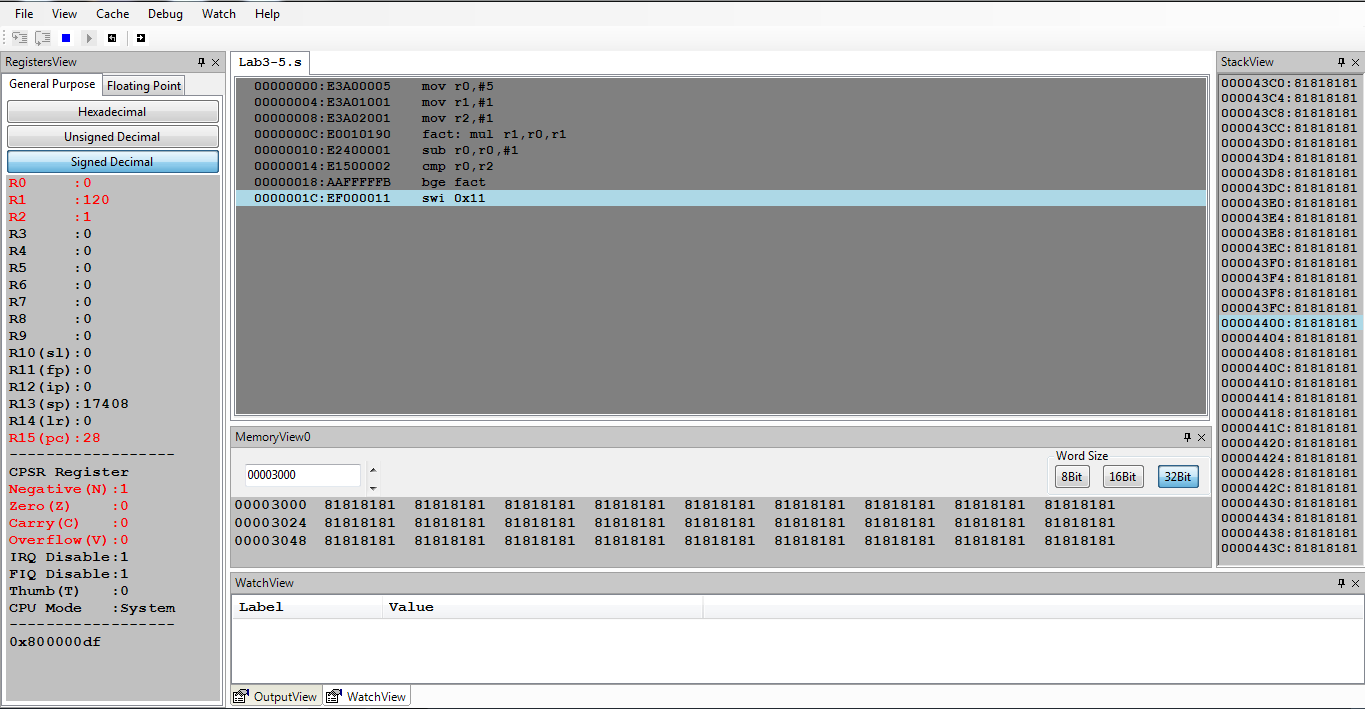 File View Cache Debug Watch Help
RegistersView
General Purpose Floating Point
Hexadecimal
Unsigned Decimal
Signed Decimal
R0 :0
R1 :120
R2 :1
R3 :0
R4 :0
R5 :0
R6 :0
R7 :0
R8 :0
R9 :0
R10(sl):0
R11(fp):0
R12(ip):0
R13(sp):17408
R14(lr):0
R15(pc):28
------------------
CPSR Register
Negative(N):1
Zero(Z) :0
Carry(C) :0
Overflow(V):0
IRQ Disable:1
FIQ Disable:1
Thumb(T) :0
CPU Mode :System
------------------
0x800000df
Lab3-5.s
00000000:E3A00005 mov r0,#5
00000004:E3A01001 mov r1,#1
00000008:E3A02001 mov r2,#1
0000000C:E0010190 fact: mul r1,r0,r1
00000010:E2400001 sub r0,r0,#1
00000014:E1500002 cmp r0,r2
00000018:AAFFFFFB bge fact
0000001C:EF000011 swi 0x11
MemoryView0
00003000
Word Size
8Bit 16Bit 32Bit
00003000 81818181 81818181 81818181 81818181 81818181 81818181 81818181 81818181 81818181
00003024 81818181 81818181 81818181 81818181 81818181 81818181 81818181 81818181 81818181
00003048 81818181 81818181 81818181 81818181 81818181 81818181 81818181 81818181 81818181
WatchView
Label Value
OutputView WatchView
StackView
000043C0:81818181
000043C4:81818181
000043C8:81818181
000043CC:81818181
000043D0:81818181
000043D4:81818181
000043D8:81818181
000043DC:81818181
000043E0:81818181
000043E4:81818181
000043E8:81818181
000043EC:81818181
000043F0:81818181
000043F4:81818181
000043F8:81818181
000043FC:81818181
00004400:81818181
00004404:81818181
00004408:81818181
0000440C:81818181
00004410:81818181
00004414:81818181
00004418:81818181
0000441C:81818181
00004420:81818181
00004424:81818181
00004428:81818181
0000442C:81818181
00004430:81818181
00004434:81818181
00004438:81818181
0000443C:81818181